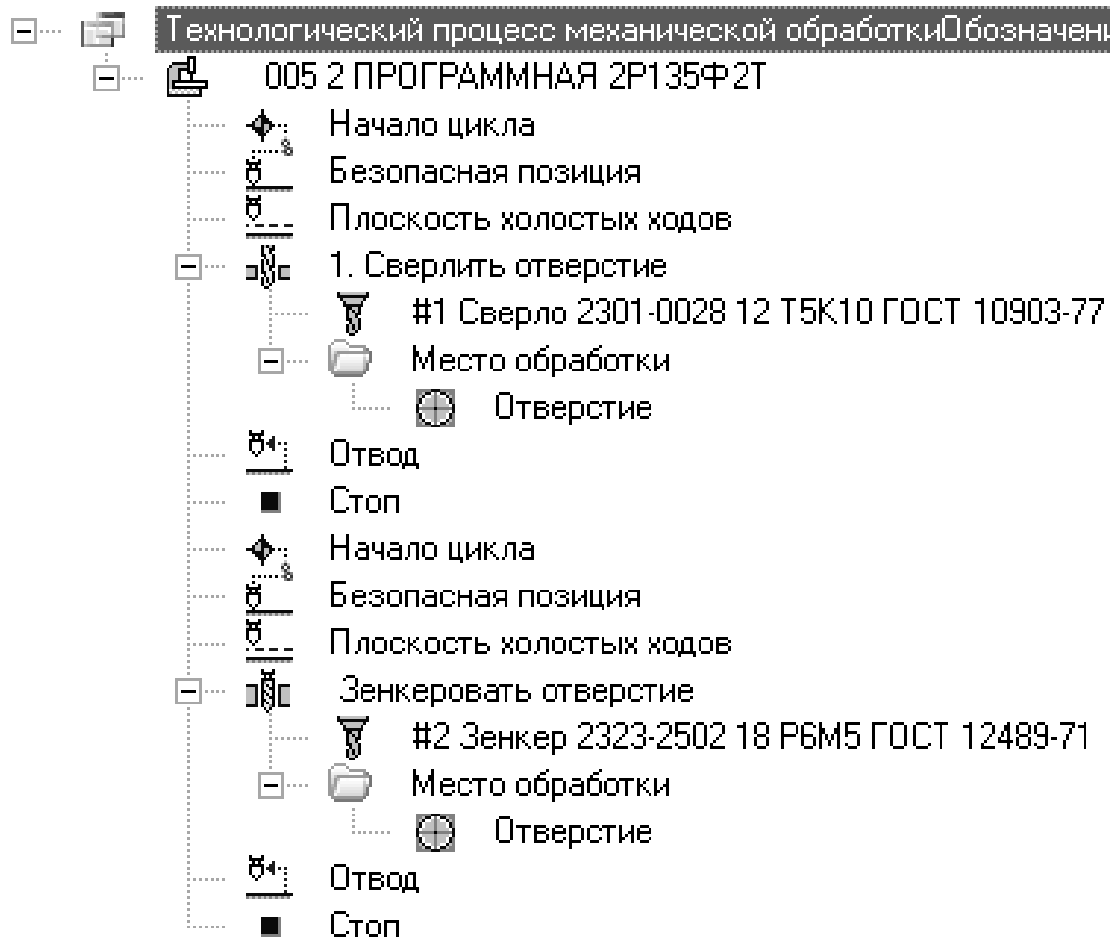 Технологический процесс механической обработкиОбозначени
005 2 ПРОГРАММНАЯ 2Р135Ф2Т
Начало цикла
Безопасная позиция
Плоскость холостых ходов
1. Сверлить отверстие
#1 Сверло 2301-0028 12 Т5К10 ГОСТ 10903-77
Место обработки
Отверстие
Отвод
Стоп
Начало цикла
Безопасная позиция
Плоскость холостых ходов
Зенкеровать отверстие
#2 Зенкер 2323-2502 18 Р6М5 ГОСТ 12489-71
Место обработки
Отверстие
Отвод
Стоп